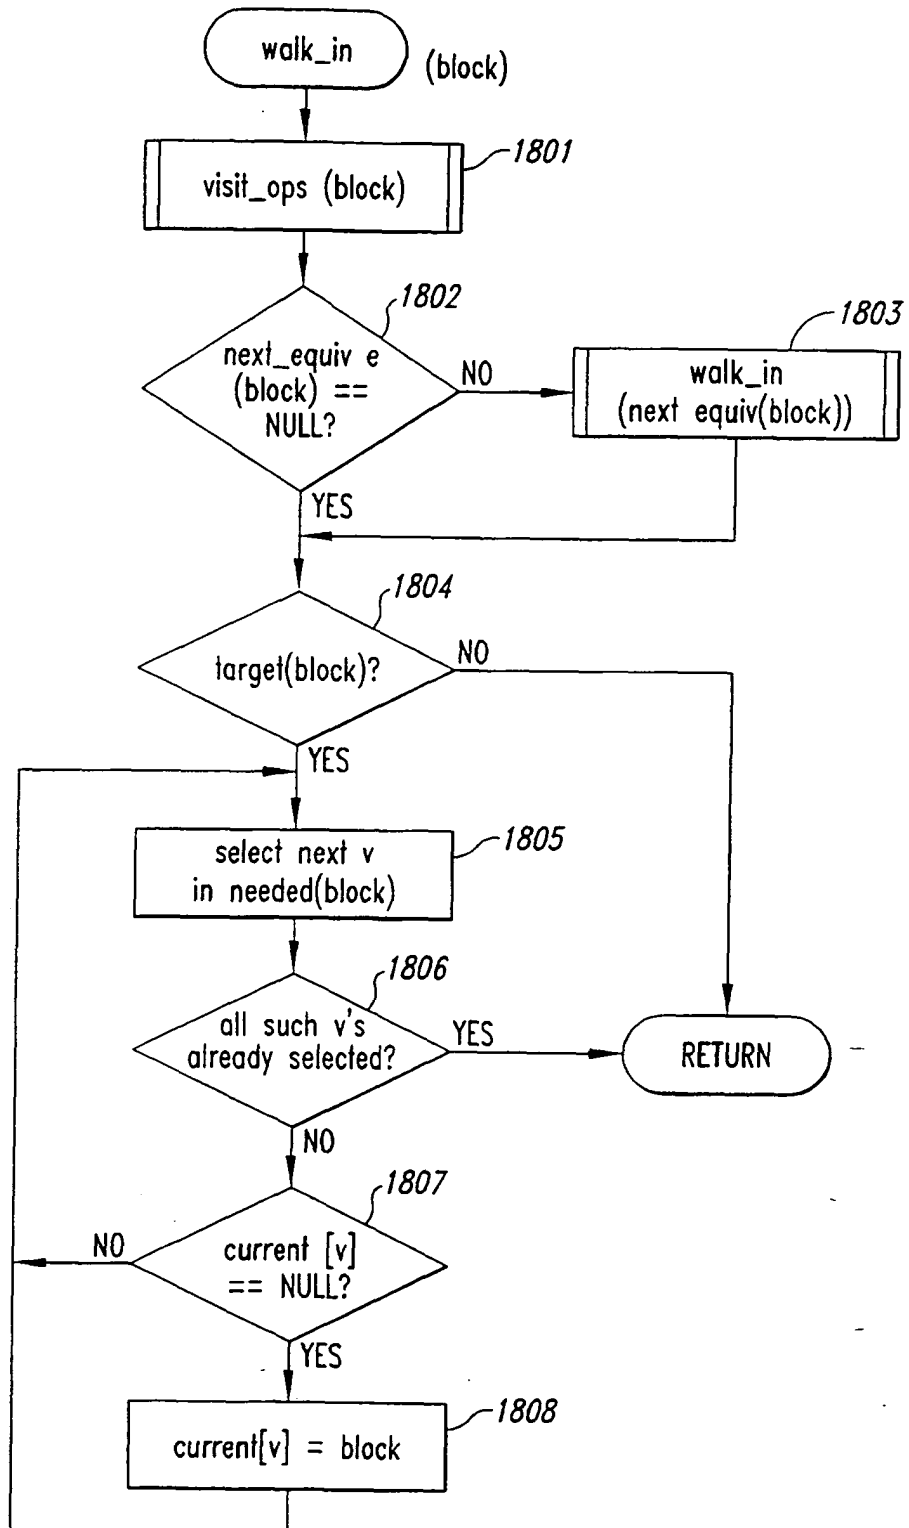 walk_in
(block)
1801
visit_ops (block)
1802
next_equiv e
(block) ==
NULL?
NO
1803
walk_in
(next equiv(block))
YES
1804
target(block)?
NO
YES
1805
select next v
in needed(block)
1806
all such v's
already selected?
YES
RETURN
NO
1807
current [v]
== NULL?
NO
YES
1808
current[v] = block